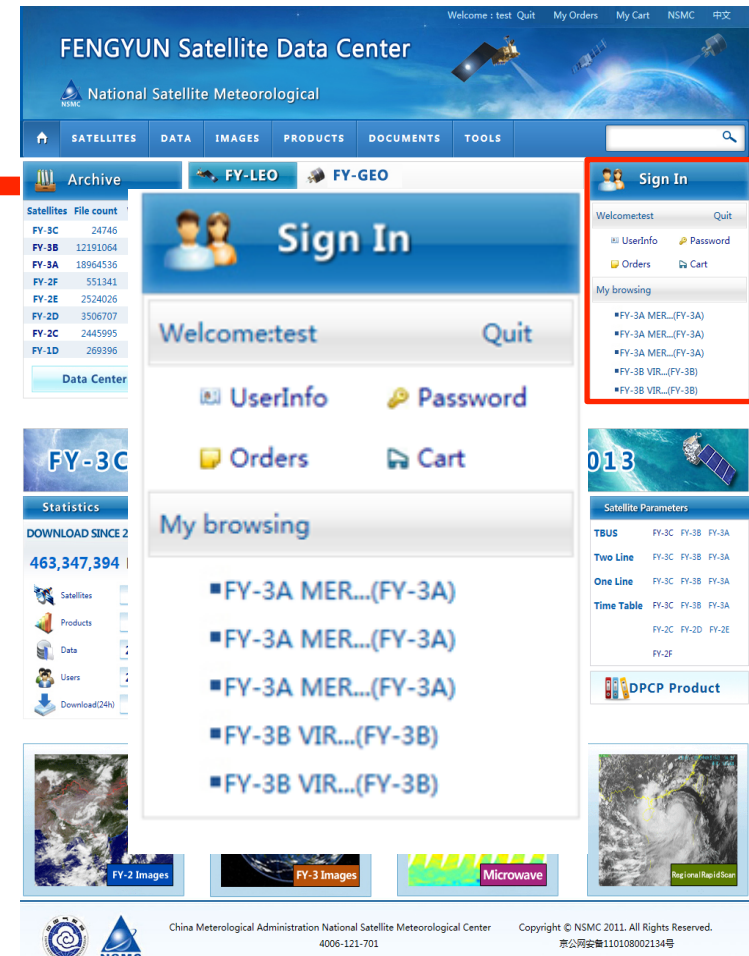 Welcome : test Quit My Orders My Cart NSMC 中文
FENGYUN Satellite Data Center
NSMC National Satellite Meteorological
SATELLITES DATA IMAGES PRODUCTS DOCUMENTS TOOLS
Archive
FY-LEO FY-GEO
Satellites File count
FY-3C 24746
FY-3B 12191064
FY-3A 18964536
FY-2F 551341
FY-2E 2524026
FY-2D 3506707
FY-2C 2445995
FY-1D 269396
Data Center
Sign In
Welcome:test Quit
UserInfo Password
Orders Cart
My browsing
■FY-3A MER...(FY-3A)
■FY-3A MER...(FY-3A)
■FY-3A MER...(FY-3A)
■FY-3B VIR...(FY-3B)
■FY-3B VIR...(FY-3B)
Sign In
Welcome:test Quit
UserInfo Password
Orders Cart
My browsing
■FY-3A MER...(FY-3A)
■FY-3A MER...(FY-3A)
■FY-3A MER...(FY-3A)
■FY-3B VIR...(FY-3B)
■FY-3B VIR...(FY-3B)
FY-3C
013
Statistics
DOWNLOAD SINCE 2
463,347,394
Satellites
Products
Data 2
Users 2
Download(24h)
Satellite Parameters
TBUS FY-3C FY-3B FY-3A
Two Line FY-3C FY-3B FY-3A
One Line FY-3C FY-3B FY-3A
Time Table FY-3C FY-3B FY-3A
FY-2C FY-2D FY-2E
FY-2F
DPCP Product
FY-2 Images
FY-3 Images
Microwave
RegionalRapidScan
China Meterological Administration National Satellite Meteorological Center
4006-121-701
Copyright © NSMC 2011. All Rights Reserved.
京公网安备110108002134号
NSMC